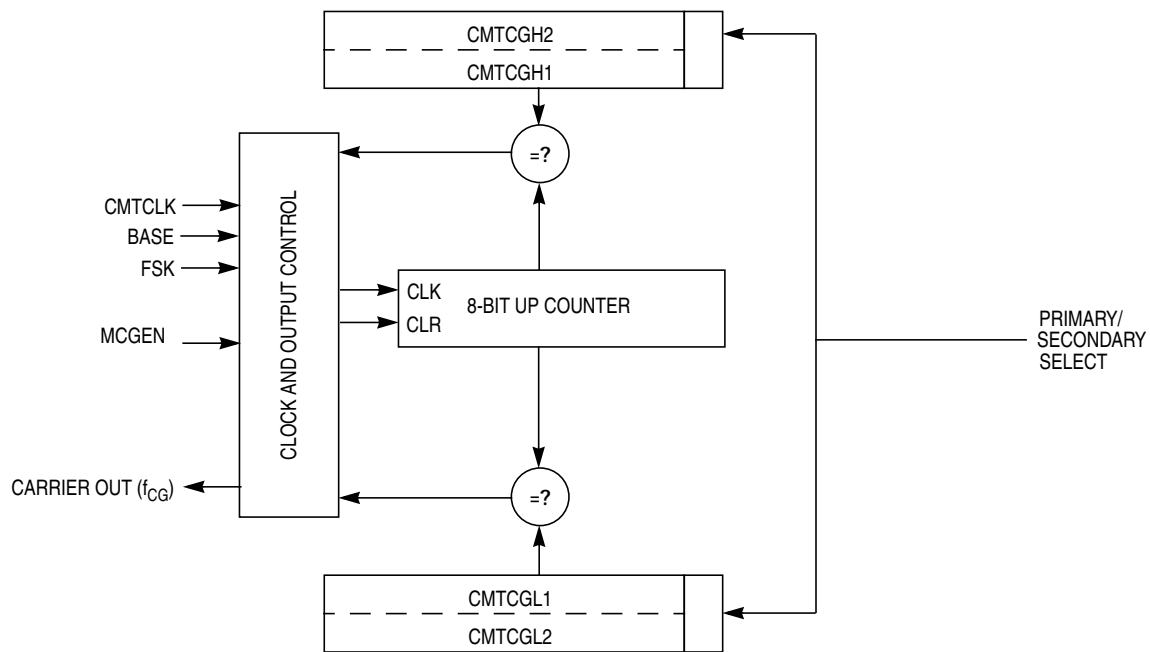 CMTCGH2
CMTCGH1
=?
CLOCK AND OUTPUT CONTROL
CMTCLK
BASE
FSK
MCGEN
CLK
CLR
8-BIT UP COUNTER
PRIMARY/
SECONDARY
SELECT
CARRIER OUT (fCG)
=?
CMTCGL1
CMTCGL2